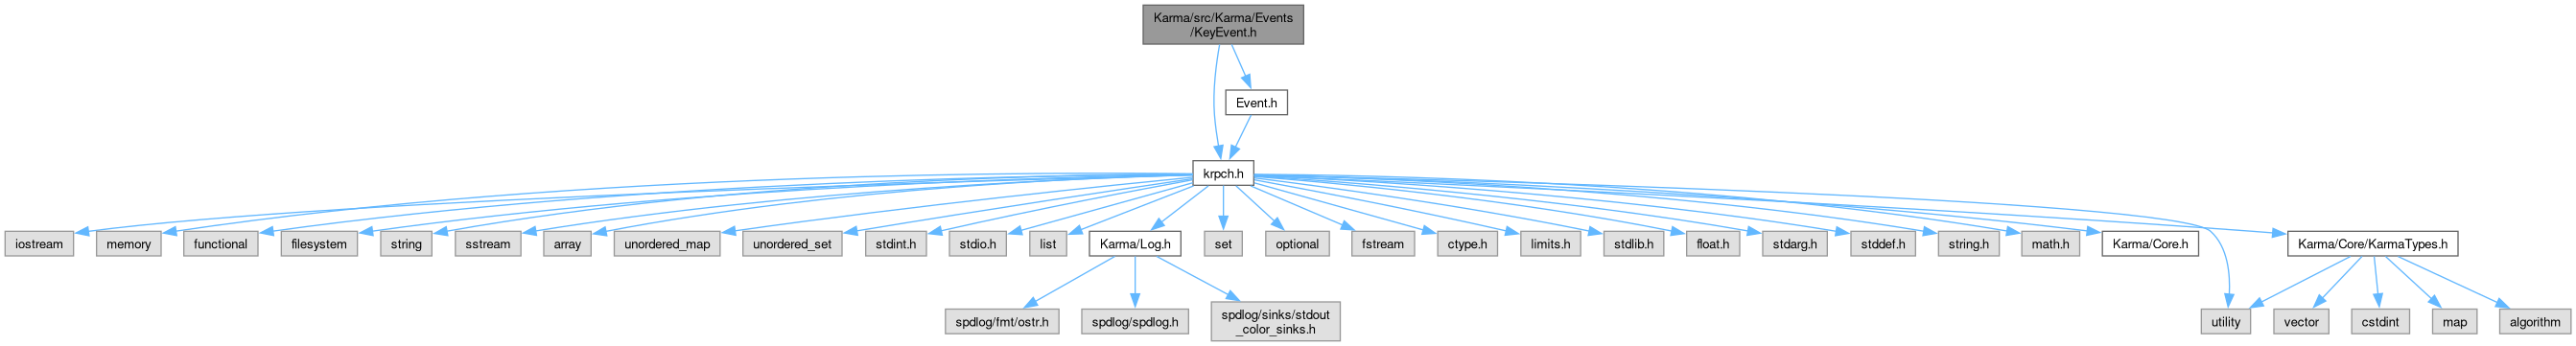 Karma/src/Karma/Events
/KeyEvent.h
Event.h
krpch.h
iostream
memory
functional
filesystem
string
sstream
array
unordered_map
unordered_set
stdint.h
stdio.h
list
Karma/Log.h
set
optional
fstream
ctype.h
limits.h
stdlib.h
float.h
stdarg.h
stddef.h
string.h
math.h
Karma/Core.h
Karma/Core/KarmaTypes.h
spdlog/fmt/ostr.h
spdlog/spdlog.h
spdlog/sinks/stdout
_color_sinks.h
utility
vector
cstdint
map
algorithm